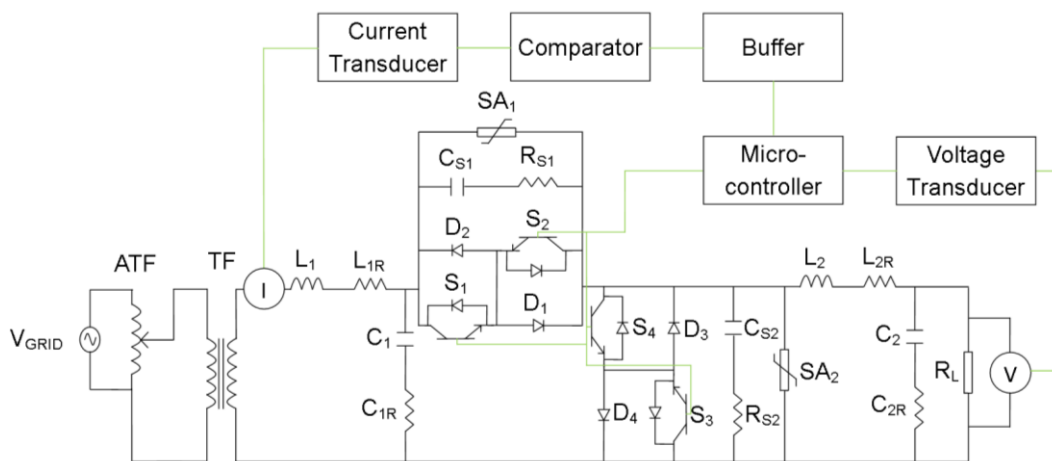 Current
Transducer
Comparator
Buffer
SA1
CS1
RS1
Micro-
controller
Voltage
Transducer
D2
S2
ATF
TF
L1
L1R
S1
I
D1
L2
L2R
VGRID
C1
S4
D3
CS2
SA2
C2
RL
V
C1R
D4
S3
RS2
C2R